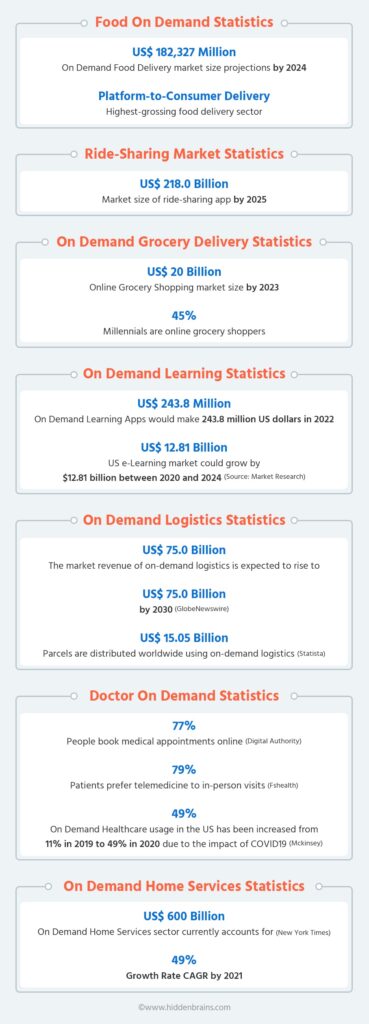 Food On Demand Statistics
US$ 182,327 Million
On Demand Food Delivery market size projections by 2024
Platform-to-Consumer Delivery
Highest-grossing food delivery sector
Ride-Sharing Market Statistics
US$ 218.0 Billion
Market size of ride-sharing app by 2025
On Demand Grocery Delivery Statistics
US$ 20 Billion
Online Grocery Shopping market size by 2023
45%
Millennials are online grocery shoppers
On Demand Learning Statistics
US$ 243.8 Million
On Demand Learning Apps would make 243.8 million US dollars in 2022
US$ 12.81 Billion
US e-Learning market could grow by
$12.81 billion between 2020 and 2024 (Source: Market Research)
On Demand Logistics Statistics
US$ 75.0 Billion
The market revenue of on-demand logistics is expected to rise to
US$ 75.0 Billion
by 2030 (GlobeNewswire)
US$ 15.05 Billion
Parcels are distributed worldwide using on-demand logistics (Statista)
Doctor On Demand Statistics
77%
People book medical appointments online (Digital Authority)
79%
Patients prefer telemedicine to in-person visits (Fshealth)
49%
On Demand Healthcare usage in the US has been increased from
11% in 2019 to 49% in 2020 due to the impact of COVID19 (Mckinsey)
On Demand Home Services Statistics
US$ 600 Billion
On Demand Home Services sector currently accounts for (New York Times)
49%
Growth Rate CAGR by 2021
©www.hiddenbrains.com